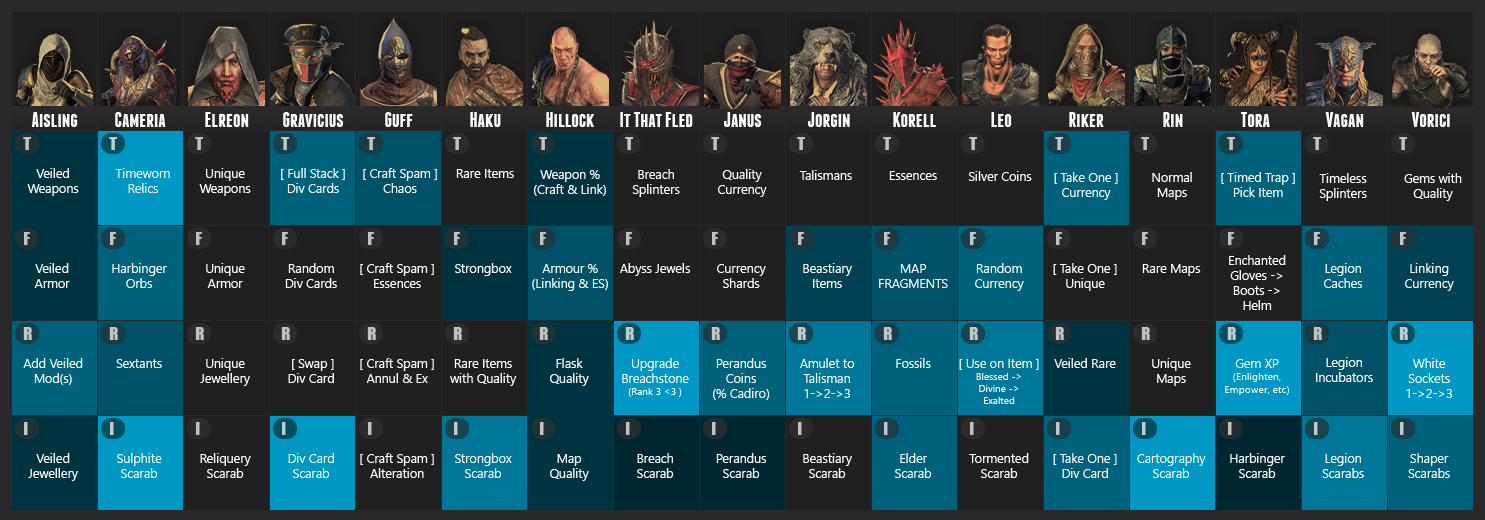 AISLING CAMERIA ELREON GRAVICIUS GUFF HAKU HILLOCK IT THAT FLED JANUS JORGIN KORELL LEO RIKER RIN TORA VAGAN VORICI
T
Veiled
Weapons
T
Timeworn
Relics
T
Unique
Weapons
T
[ Full Stack ]
Div Cards
T
[ Craft Spam ]
Chaos
T
Rare Items
T
Weapon %
(Craft & Link)
T
Breach
Splinters
T
Quality
Currency
T
Talismans
T
Essences
T
Silver Coins
T
[ Take One ]
Currency
T
Normal
Maps
T
[ Timed Trap ]
Pick Item
T
Timeless
Splinters
T
Gems with
Quality
F
Veiled
Armor
F
Harbinger
Orbs
F
Unique
Armor
F
Random
Div Cards
F
[ Craft Spam ]
Essences
F
Strongbox
F
Armour %
(Linking & ES)
F
Abyss Jewels
F
Currency
Shards
F
Beastiary
Items
F
MAP
FRAGMENTS
F
Random
Currency
F
[ Take One ]
Unique
F
Rare Maps
F
Enchanted
Gloves ->
Boots ->
Helm
F
Legion
Caches
F
Linking
Currency
R
Add Veiled
Mod(s)
R
Sextants
R
Unique
Jewellery
R
[ Swap ]
Div Card
R
[ Craft Spam ]
Annul & Ex
R
Rare Items
with Quality
R
Flask
Quality
R
Upgrade
Breachstone
(Rank 3 <3 )
R
Perandus
Coins
(% Cadiro)
R
Amulet to
Talisman
1->2->3
R
Fossils
R
[ Use on Item ]
Blessed ->
Divine ->
Exalted
R
Veiled Rare
R
Unique
Maps
R
Gem XP
(Enlighten,
Empower, etc)
R
Legion
Incubators
R
White
Sockets
1->2->3
I
Veiled
Jewellery
I
Sulphite
Scarab
I
Reliquery
Scarab
I
Div Card
Scarab
I
[ Craft Spam ]
Alteration
I
Strongbox
Scarab
I
Map
Quality
I
Breach
Scarab
I
Perandus
Scarab
I
Beastiary
Scarab
I
Elder
Scarab
I
Tormented
Scarab
I
[ Take One ]
Div Card
I
Cartography
Scarab
I
Harbinger
Scarab
I
Legion
Scarabs
I
Shaper
Scarabs